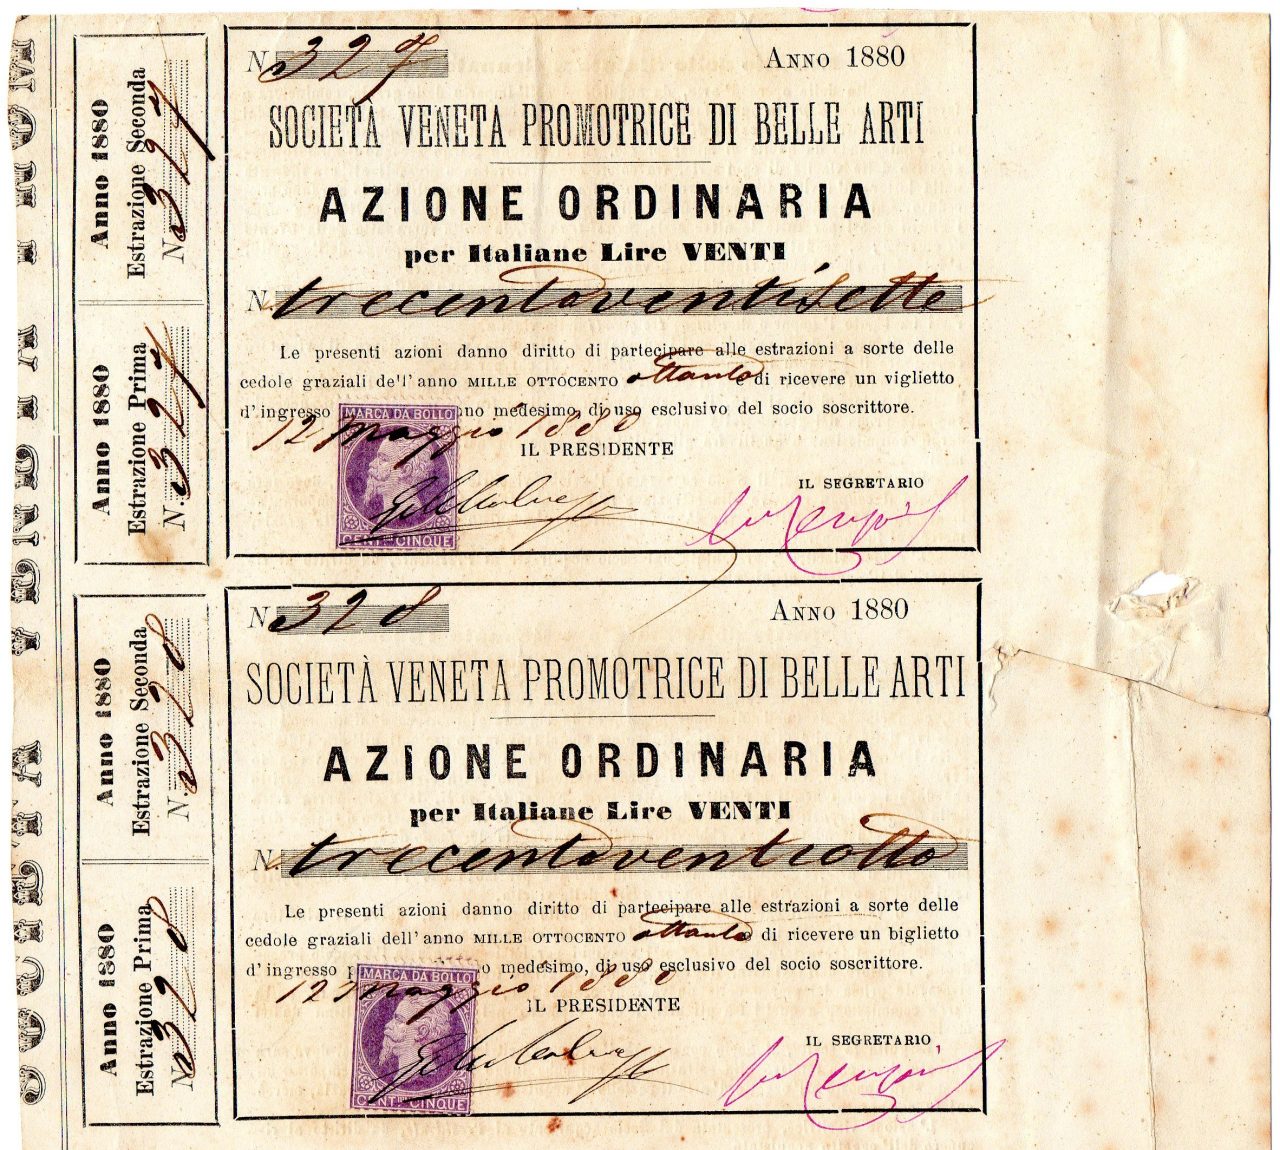 N. 327 Anno 1880
SOCIETÀ VENETA PROMOTRICE DI BELLE ARTI
AZIONE ORDINARIA
per Italiane Lire VENTI
N. trecentoventisette
Le presenti azioni danno diritto di partecipare alle estrazioni a sorte delle
cedole graziali dell'anno MILLE OTTOCENTO ottanta e di ricevere un viglietto
d'ingresso no medesimo, di uso esclusivo del socio soscrittore.
MARCA DA BOLLO
12 Maggio 1880
IL PRESIDENTE
IL SEGRETARIO
CENT.MI CINQUE
Anno 1880
Estrazione Seconda
N. 327
Anno 1880
Estrazione Prima
N. 327
N. 328 Anno 1880
SOCIETÀ VENETA PROMOTRICE DI BELLE ARTI
AZIONE ORDINARIA
per Italiane Lire VENTI
N. trecentoventiotto
Le presenti azioni danno diritto di partecipare alle estrazioni a sorte delle
cedole graziali dell'anno MILLE OTTOCENTO ottanta e di ricevere un biglietto
d'ingresso p o medesimo, di uso esclusivo del socio soscrittore.
MARCA DA BOLLO
12 Maggio 1880
IL PRESIDENTE
IL SEGRETARIO
CENT.MI CINQUE
Anno 1880
Estrazione Seconda
N. 328
Anno 1880
Estrazione Prima
N. 328